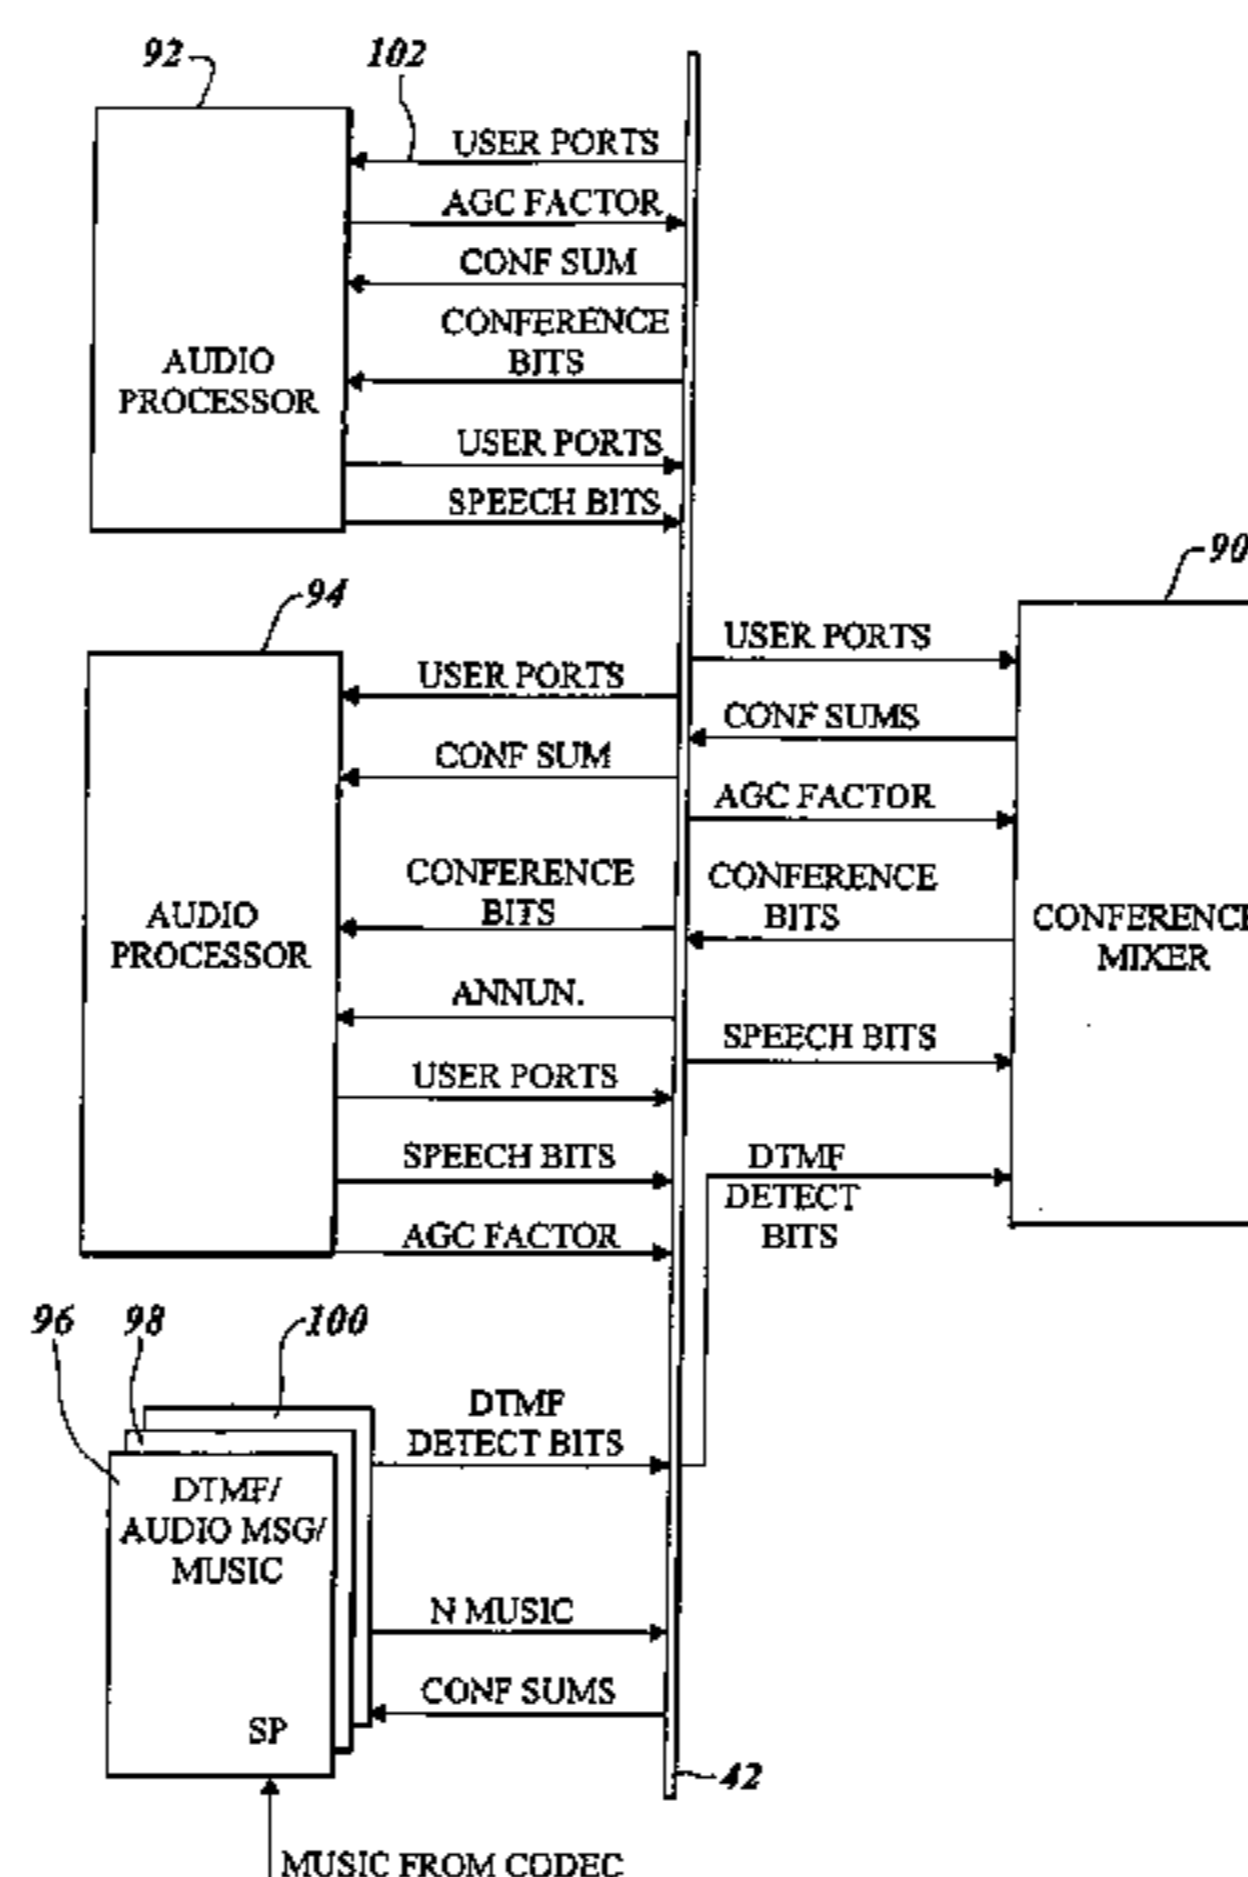 92
102
USER PORTS
AGC FACTOR
CONF SUM
CONFERENCE
BITS
AUDIO
PROCESSOR
USER PORTS
SPEECH BITS
90
94
USER PORTS
CONF SUM
CONFERENCE
BITS
AUDIO
PROCESSOR
ANNUN.
USER PORTS
SPEECH BITS
AGC FACTOR
USER PORTS
CONF SUMS
AGC FACTOR
CONFERENCE
BITS
CONFERENCE
MIXER
SPEECH BITS
DTMF
DETECT
BITS
96
98
100
DTMF
DETECT BITS
DTMF/
AUDIO MSG/
MUSIC
N MUSIC
CONF SUMS
SP
42
MUSIC FROM CODEC